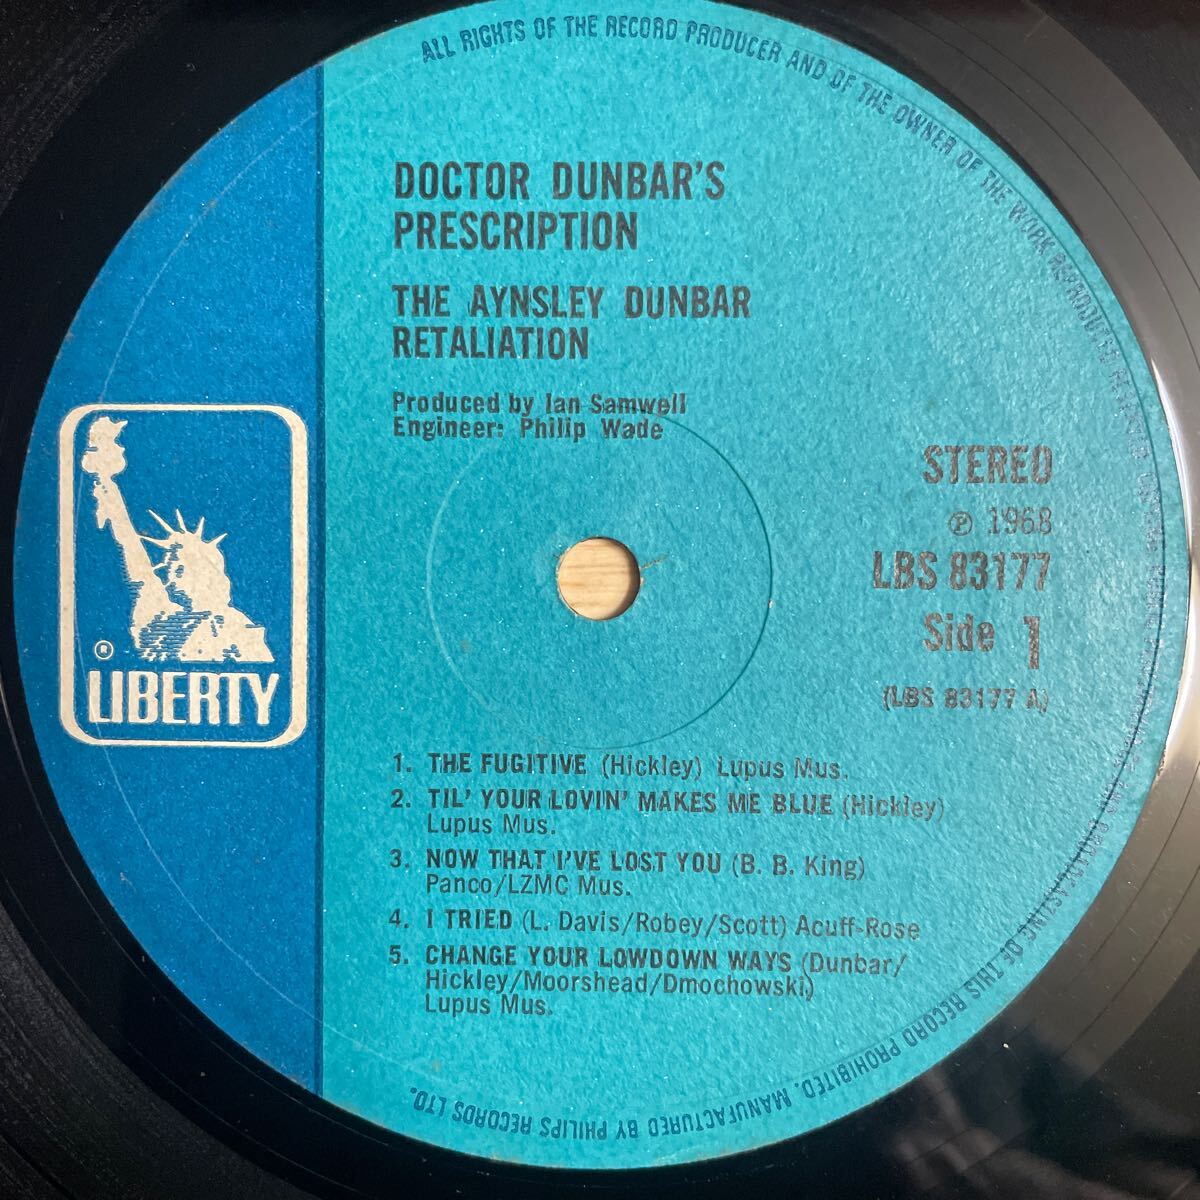 ALL RIGHTS OF THE RECORD PRODUCER AND OF THE OWNER OF THE WORK REPRODUCED RESERVED. PUBLIC PERFORMANCE AND BROADCASTING OF THIS RECORD PROHIBITED. MANUFACTURED BY PHILIPS RECORDS LTD.
DOCTOR DUNBAR'S
PRESCRIPTION
THE AYNSLEY DUNBAR
RETALIATION
Produced by Ian Samwell
Engineer: Philip Wade
STEREO
℗ 1968
LBS 83177
Side 1
(LBS 83177 A)
®
LIBERTY
1. THE FUGITIVE (Hickley) Lupus Mus.
2. TIL' YOUR LOVIN' MAKES ME BLUE (Hickley)
Lupus Mus.
3. NOW THAT I'VE LOST YOU (B. B. King)
Panco/LZMC Mus.
4. I TRIED (L. Davis/Robey/Scott) Acuff-Rose
5. CHANGE YOUR LOWDOWN WAYS (Dunbar/
Hickley/Moorshead/Dmochowski)
Lupus Mus.